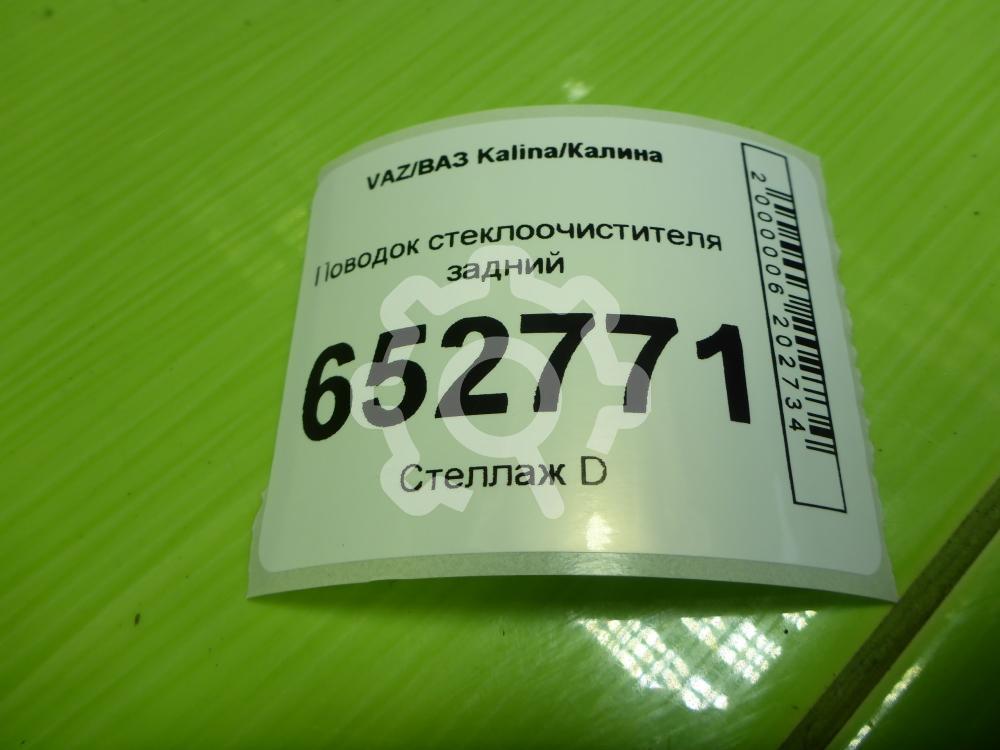 VAZ/ВАЗ Kalina/Калина
Поводок стеклоочистителя
задний
652771
Стеллаж D
2000006202734